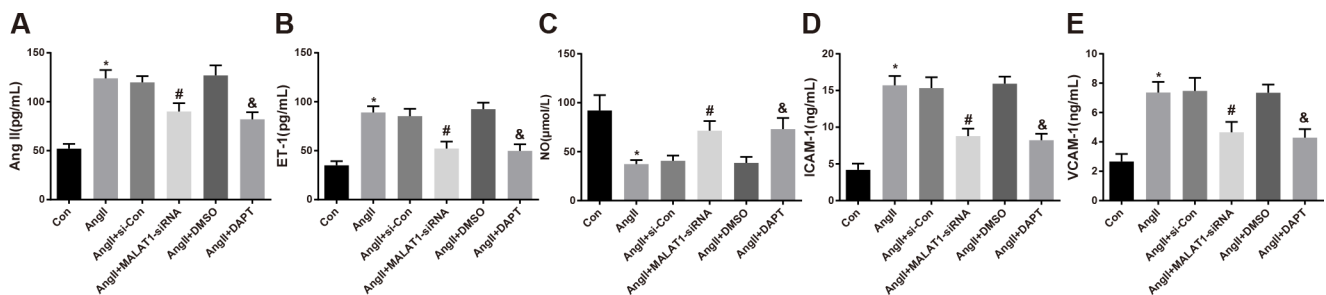 A
Ang II(pg/mL)
150
100
50
0
*
#
&
Con
AngII
AngII+si-Con
AngII+MALAT1-siRNA
AngII+DMSO
AngII+DAPT
B
ET-1(pg/mL)
150
100
50
0
*
#
&
Con
AngII
AngII+si-Con
AngII+MALAT1-siRNA
AngII+DMSO
AngII+DAPT
C
NO(μmol/L)
150
100
50
0
*
#
&
Con
AngII
AngII+si-Con
AngII+MALAT1-siRNA
AngII+DMSO
AngII+DAPT
D
ICAM-1(ng/mL)
20
15
10
5
0
*
#
&
Con
AngII
AngII+si-Con
AngII+MALAT1-siRNA
AngII+DMSO
AngII+DAPT
E
VCAM-1(ng/mL)
10
8
6
4
2
0
*
#
&
Con
AngII
AngII+si-Con
AngII+MALAT1-siRNA
AngII+DMSO
AngII+DAPT